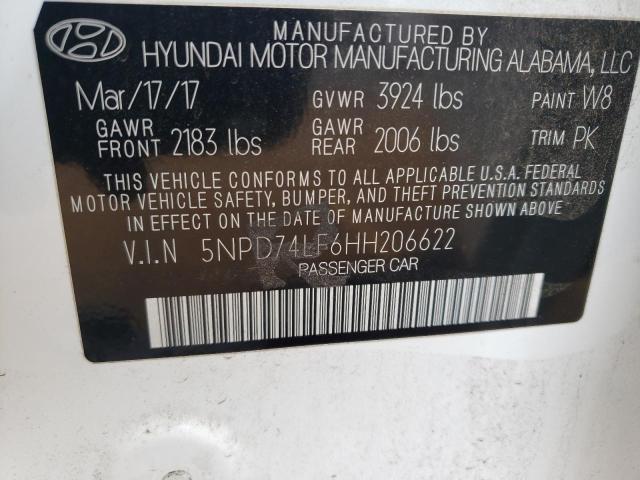 MANUFACTURED BY
HYUNDAI MOTOR MANUFACTURING ALABAMA, LLC
Mar/17/17 GVWR 3924 lbs PAINT W8
GAWR FRONT 2183 lbs GAWR REAR 2006 lbs TRIM PK
THIS VEHICLE CONFORMS TO ALL APPLICABLE U.S.A. FEDERAL
MOTOR VEHICLE SAFETY, BUMPER, AND THEFT PREVENTION STANDARDS
IN EFFECT ON THE DATE OF MANUFACTURE SHOWN ABOVE.
V.I.N 5NPD74LF6HH206622
PASSENGER CAR